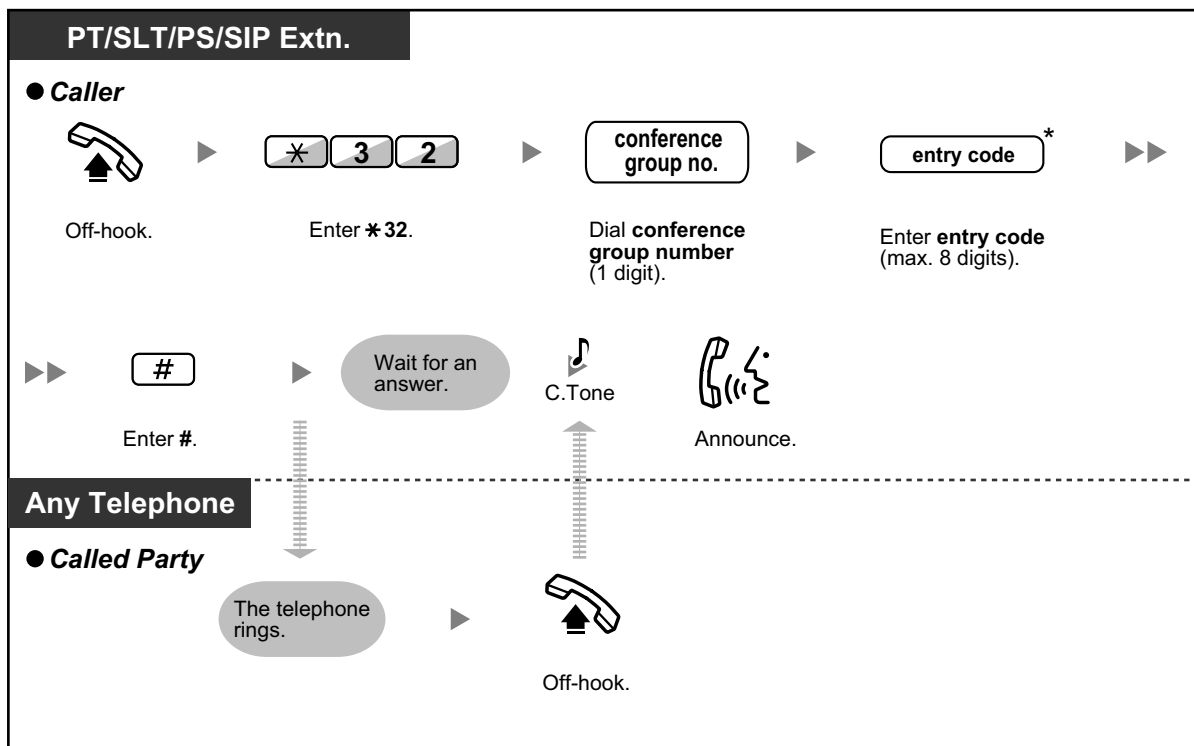 PT/SLT/PS/SIP Extn.
● Caller
* 3 2
conference
group no.
entry code *
Off-hook.
Enter *32.
Dial conference
group number
(1 digit).
Enter entry code
(max. 8 digits).
#
Wait for an
answer.
C.Tone
Enter #.
Announce.
Any Telephone
● Called Party
The telephone
rings.
Off-hook.